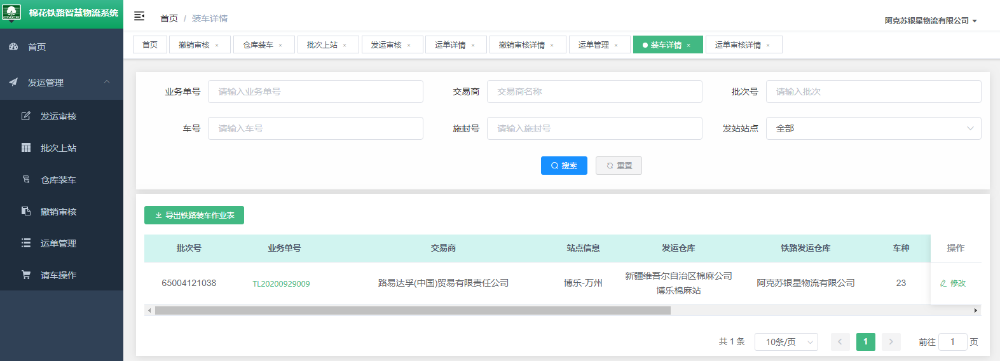 棉花铁路智慧物流系统
CNCE
首页 / 装车详情
阿克苏银星物流有限公司
首页
撤销审核 ×
仓库装车 ×
批次上站 ×
发运审核 ×
运单详情 ×
撤销审核详情 ×
运单管理 ×
装车详情 ×
运单审核详情 ×
首页
发运管理
发运审核
批次上站
仓库装车
撤销审核
运单管理
请车操作
业务单号 请输入业务单号
交易商 交易商名称
批次号 请输入批次
车号 请输入车号
施封号 请输入施封号
发站站点 全部
搜索
重置
导出铁路装车作业表
批次号 业务单号 交易商 站点信息 发运仓库 铁路发运仓库 车种 操作
65004121038 TL20200929009 路易达孚(中国)贸易有限责任公司 博乐-万州 新疆维吾尔自治区棉麻公司 阿克苏银星物流有限公司 23 修改
博乐棉麻站
共 1 条 10条/页 1 前往 1 页